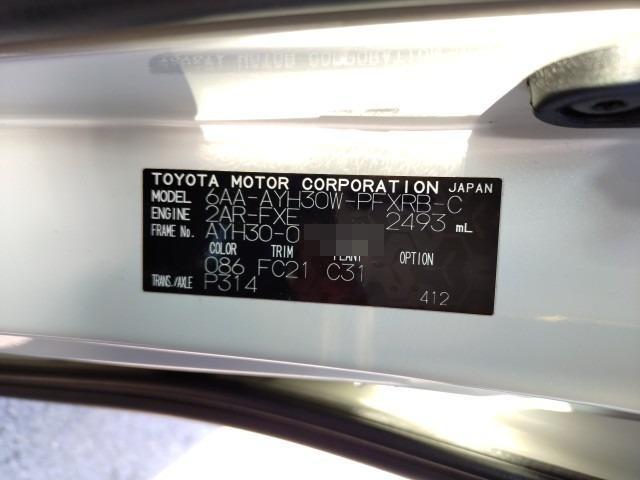 TOYOTA MOTOR CORPORATION JAPAN
MODEL 6AA-AYH30W-PFXRB-C
ENGINE 2AR-FXE 2493 mL
FRAME No. AYH30-0
COLOR TRIM PLANT OPTION
086 FC21 C31
TRANS./AXLE P314
412